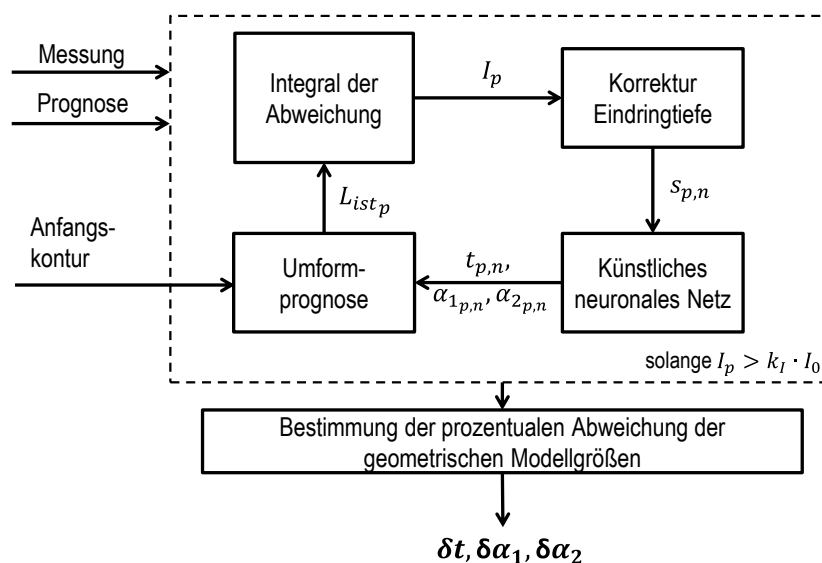 Messung
Prognose
Integral der
Abweichung
I_p
Korrektur
Eindringtiefe
L_{ist_p}
s_{p,n}
Anfangs-
kontur
Umform-
prognose
t_{p,n},
α_{1_{p,n}}, α_{2_{p,n}}
Künstliches
neuronales Netz
solange I_p > k_I · I_0
Bestimmung der prozentualen Abweichung der
geometrischen Modellgrößen
δt, δα_1, δα_2